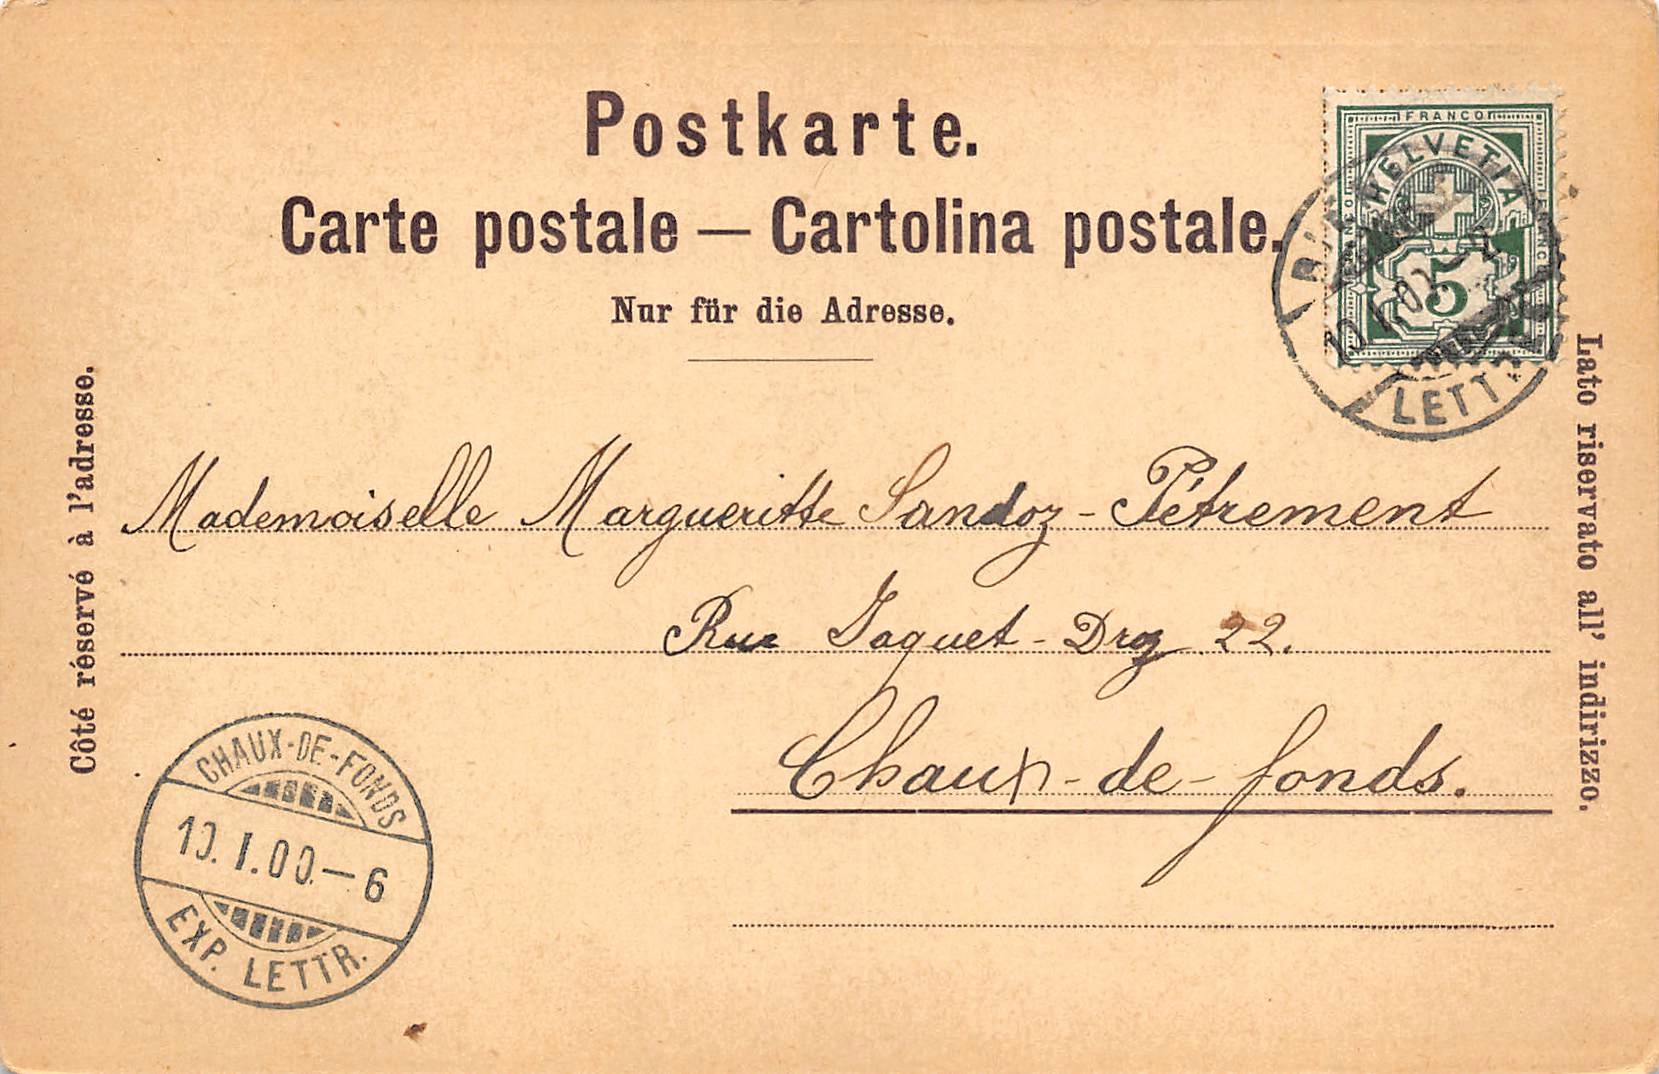 Postkarte.
Carte postale — Cartolina postale.
Nur für die Adresse.
FRANCO
HELVETIA
5
LETT
Côté réservé à l'adresse.
Lato riservato all' indirizzo.
Mademoiselle Margueritte Sandoz - Pétrement
Rue Jaquet - Droz 22.
Chaux - de - fonds.
CHAUX-DE-FONDS
10. I. 00. — 6
EXP. LETTR.